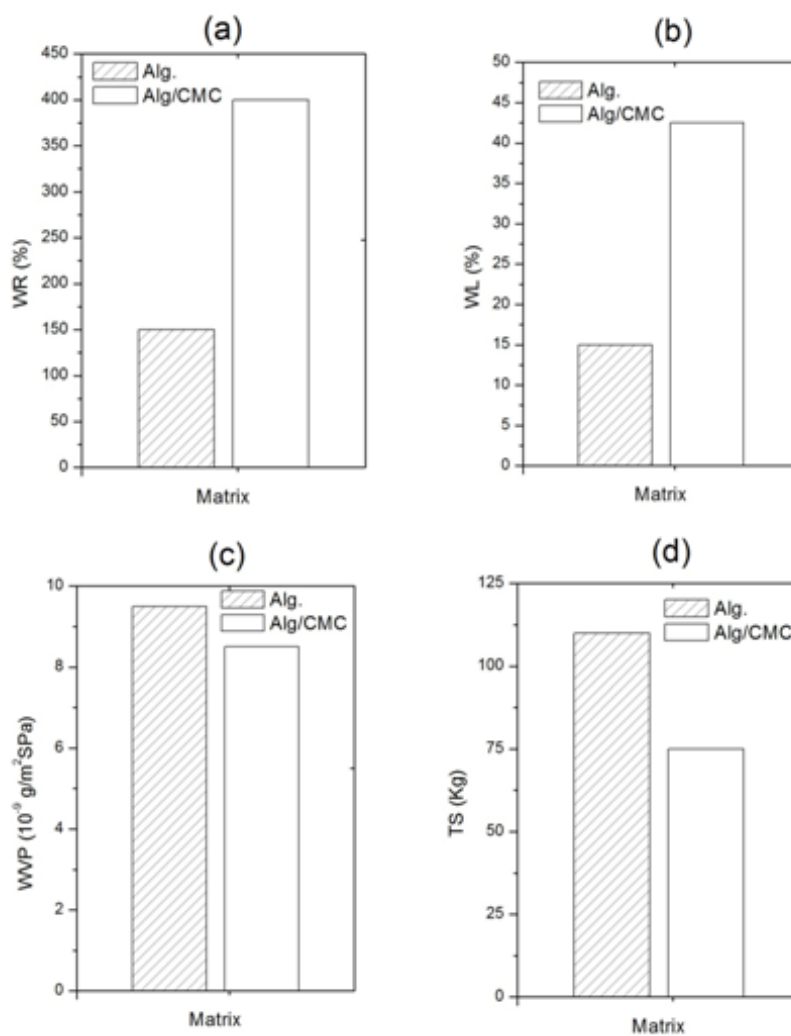 (a)
450
400
350
300
250
200
150
100
50
0
WR (%)
Alg.
Alg/CMC
Matrix
(b)
50
45
40
35
30
25
20
15
10
5
0
WL (%)
Alg.
Alg/CMC
Matrix
(c)
10
8
6
4
2
0
WVP (10⁻⁹ g/m²SPa)
Alg.
Alg/CMC
Matrix
(d)
125
100
75
50
25
0
TS (Kg)
Alg.
Alg/CMC
Matrix